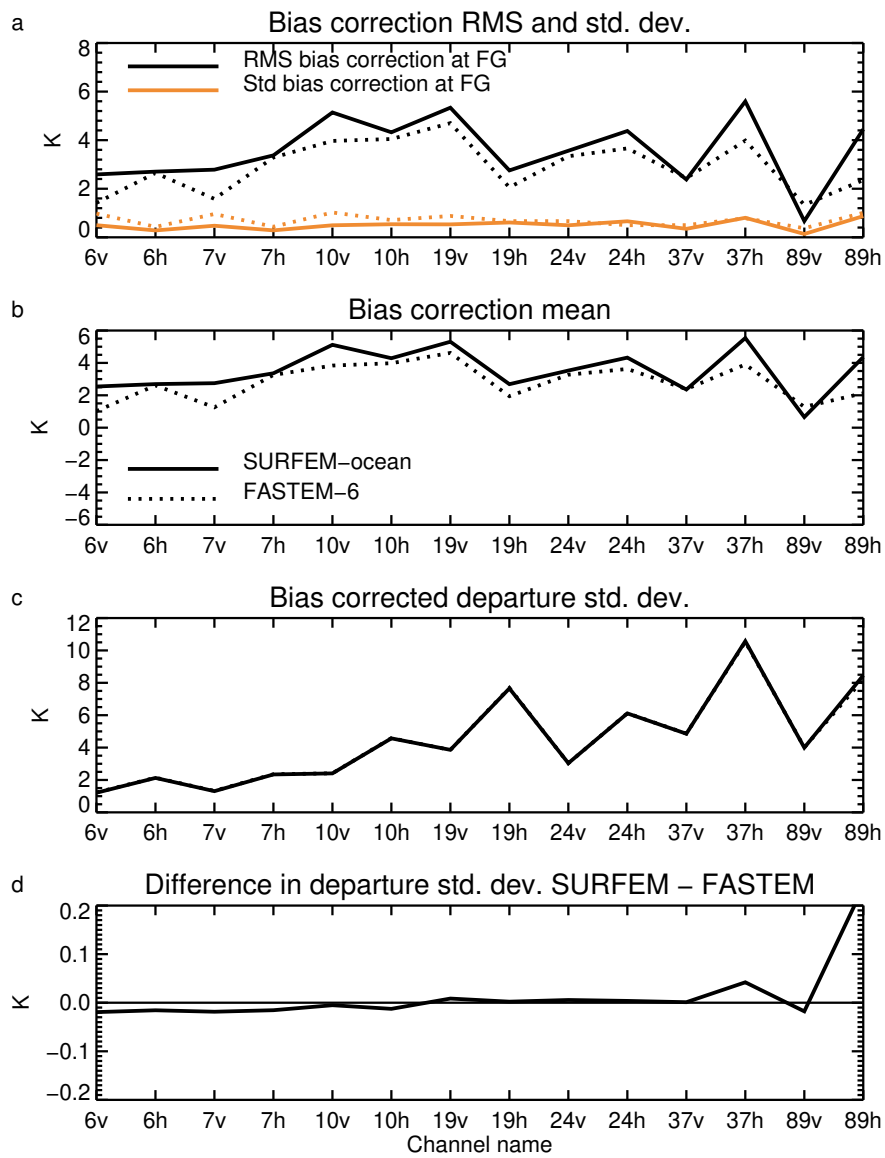 a
Bias correction RMS and std. dev.
8
6
4
2
0
K
RMS bias correction at FG
Std bias correction at FG
6v 6h 7v 7h 10v 10h 19v 19h 24v 24h 37v 37h 89v 89h
b
Bias correction mean
6
4
2
0
−2
−4
−6
K
SURFEM−ocean
FASTEM−6
6v 6h 7v 7h 10v 10h 19v 19h 24v 24h 37v 37h 89v 89h
c
Bias corrected departure std. dev.
12
10
8
6
4
2
0
K
6v 6h 7v 7h 10v 10h 19v 19h 24v 24h 37v 37h 89v 89h
d
Difference in departure std. dev. SURFEM − FASTEM
0.2
0.1
0.0
−0.1
−0.2
K
6v 6h 7v 7h 10v 10h 19v 19h 24v 24h 37v 37h 89v 89h
Channel name